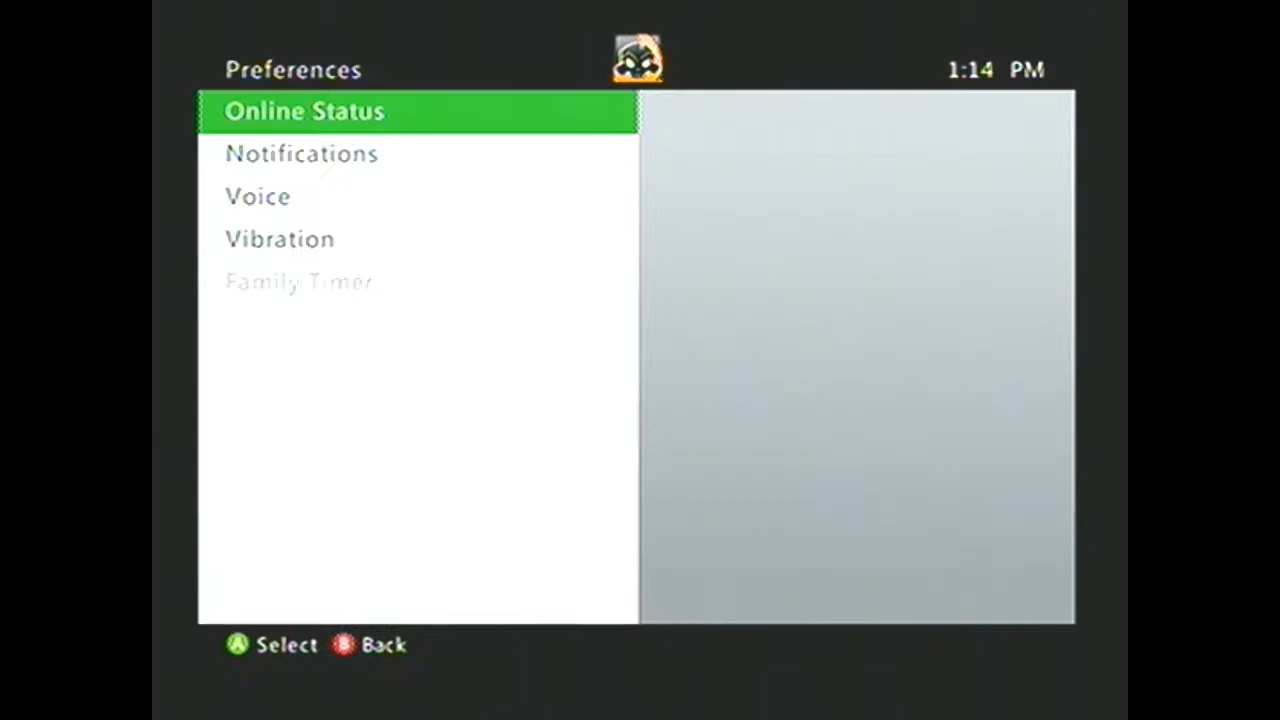 Preferences
1:14 PM
Online Status
Notifications
Voice
Vibration
Family Timer
A Select B Back